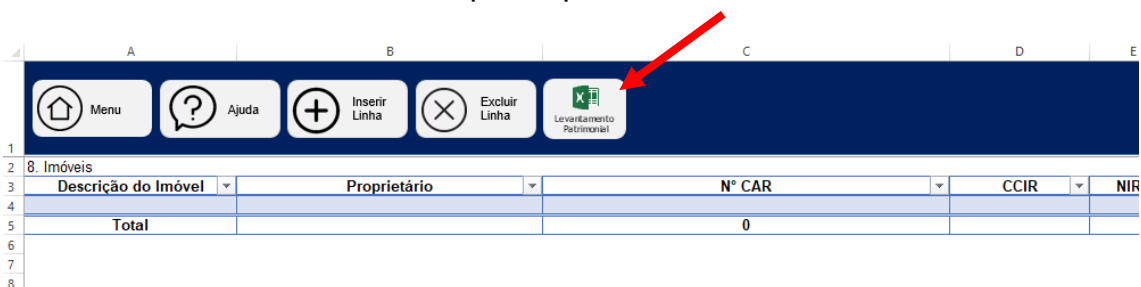 A B C D E
Menu Ajuda Inserir Linha Excluir Linha Levantamento Patrimonial
1
2 8. Imóveis
3 Descrição do Imóvel Proprietário N° CAR CCIR NIR
4
5 Total 0
6
7
8